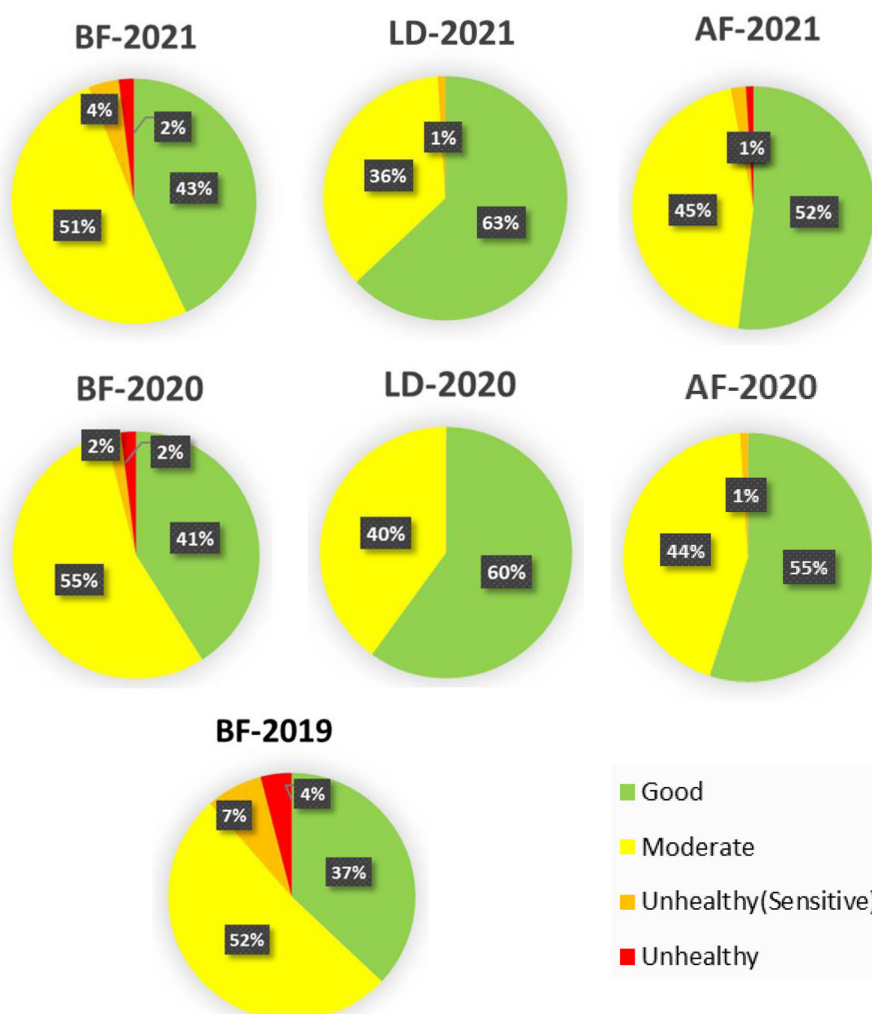 BF-2021
LD-2021
AF-2021
4%
2%
43%
51%
1%
36%
63%
1%
45%
52%
BF-2020
LD-2020
AF-2020
2%
2%
41%
55%
40%
60%
1%
44%
55%
BF-2019
4%
7%
37%
52%
Good
Moderate
Unhealthy(Sensitive)
Unhealthy